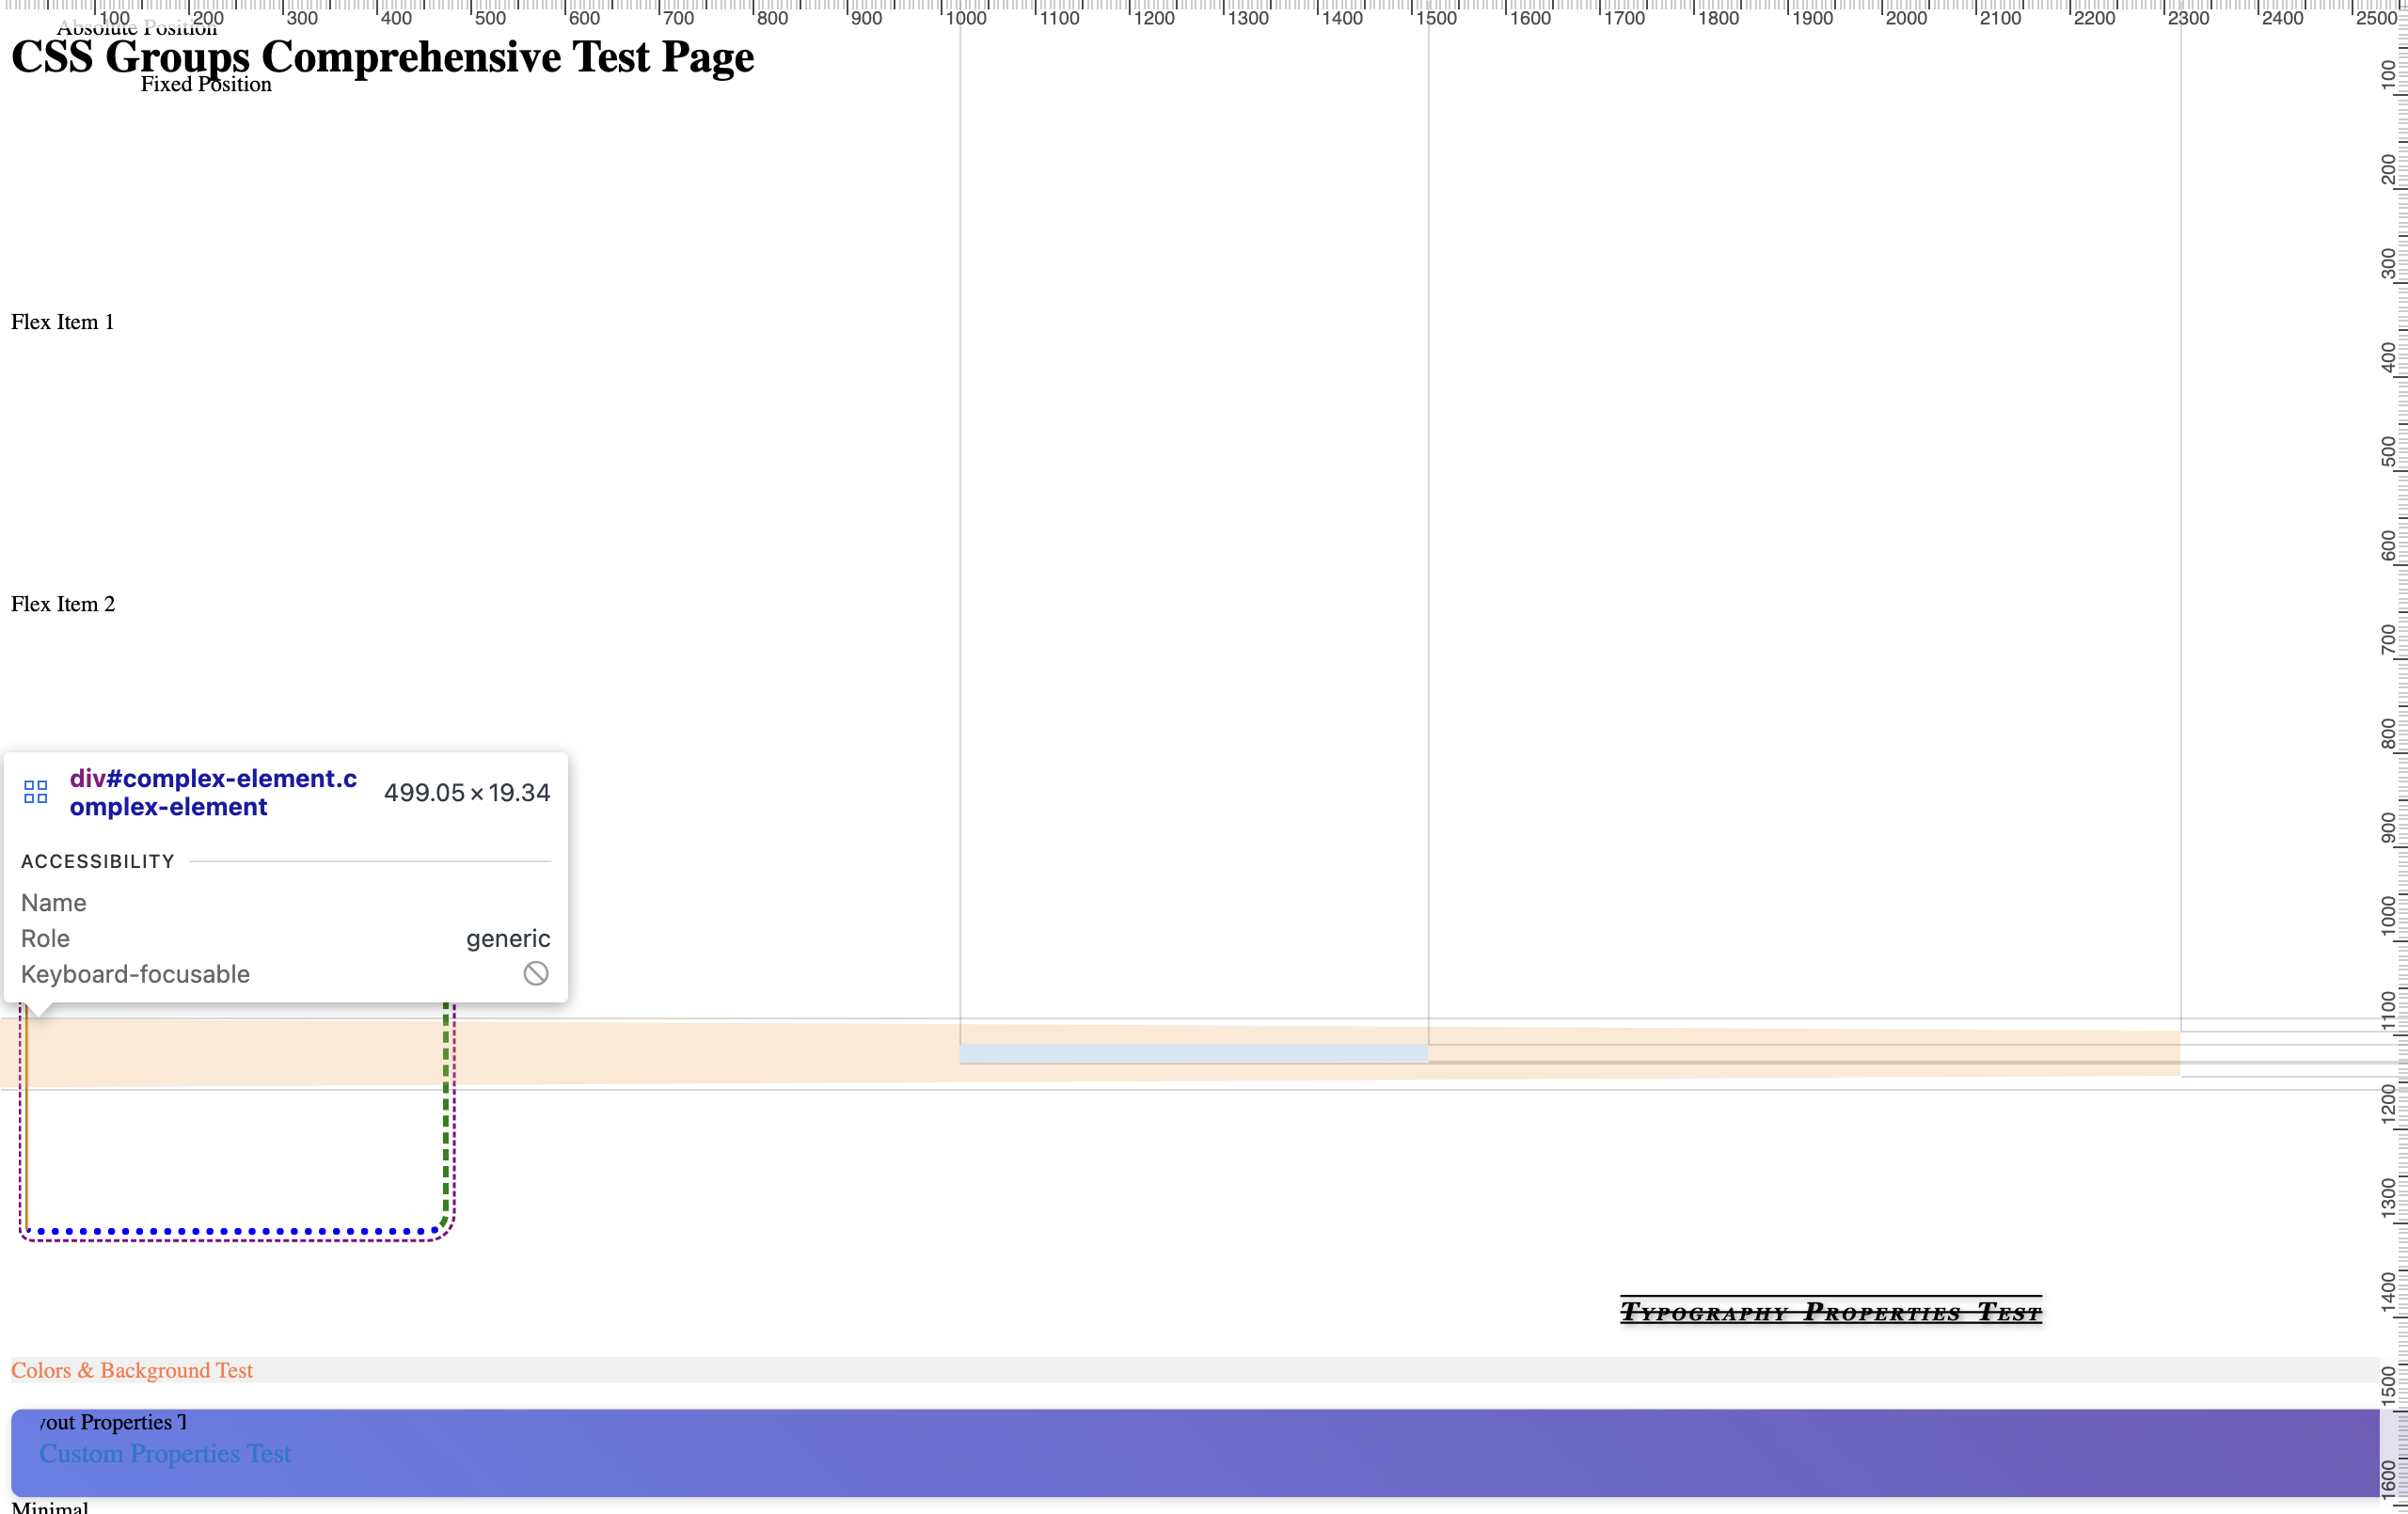 100 200 300 400 500 600 700 800 900 1000 1100 1200 1300 1400 1500 1600 1700 1800 1900 2000 2100 2200 2300 2400 2500
Absolute Position
CSS Groups Comprehensive Test Page
Fixed Position
100
200
300
Flex Item 1
400
500
600
Flex Item 2
700
800
div#complex-element.c
omplex-element
499.05 × 19.34
900
ACCESSIBILITY
Name
1000
Role generic
Keyboard-focusable
1100
1200
1300
1400
Typography Properties Test
Colors & Background Test
1500
out Properties
Custom Properties Test
1600
Minimal